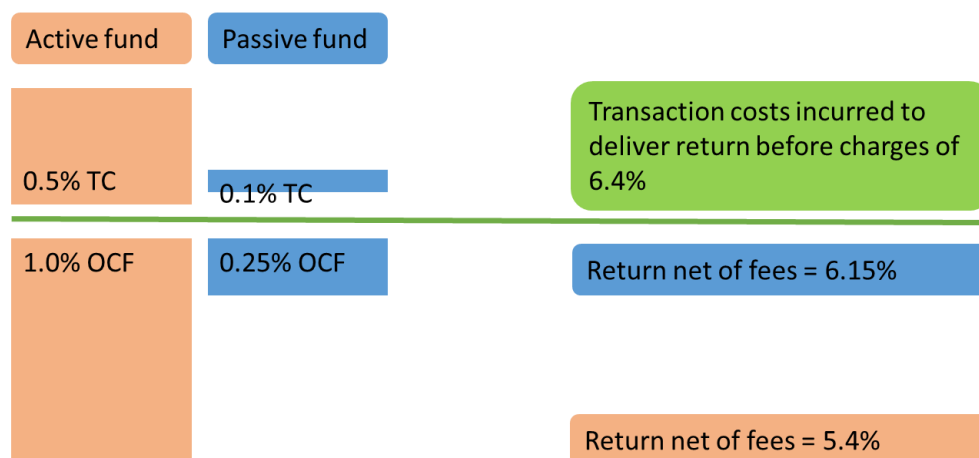 Active fund
Passive fund
Transaction costs incurred to
deliver return before charges of
6.4%
0.5% TC
0.1% TC
1.0% OCF
0.25% OCF
Return net of fees = 6.15%
Return net of fees = 5.4%